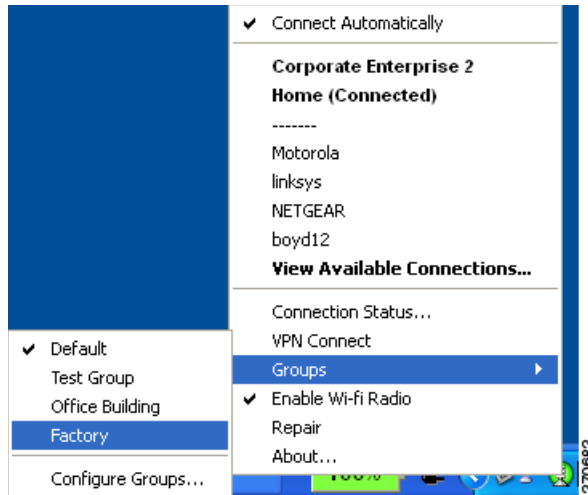 Connect Automatically
Corporate Enterprise 2
Home (Connected)
-------
Motorola
linksys
NETGEAR
boyd12
View Available Connections...
Connection Status...
VPN Connect
Groups
Enable Wi-fi Radio
Repair
About...
Default
Test Group
Office Building
Factory
Configure Groups...
100%